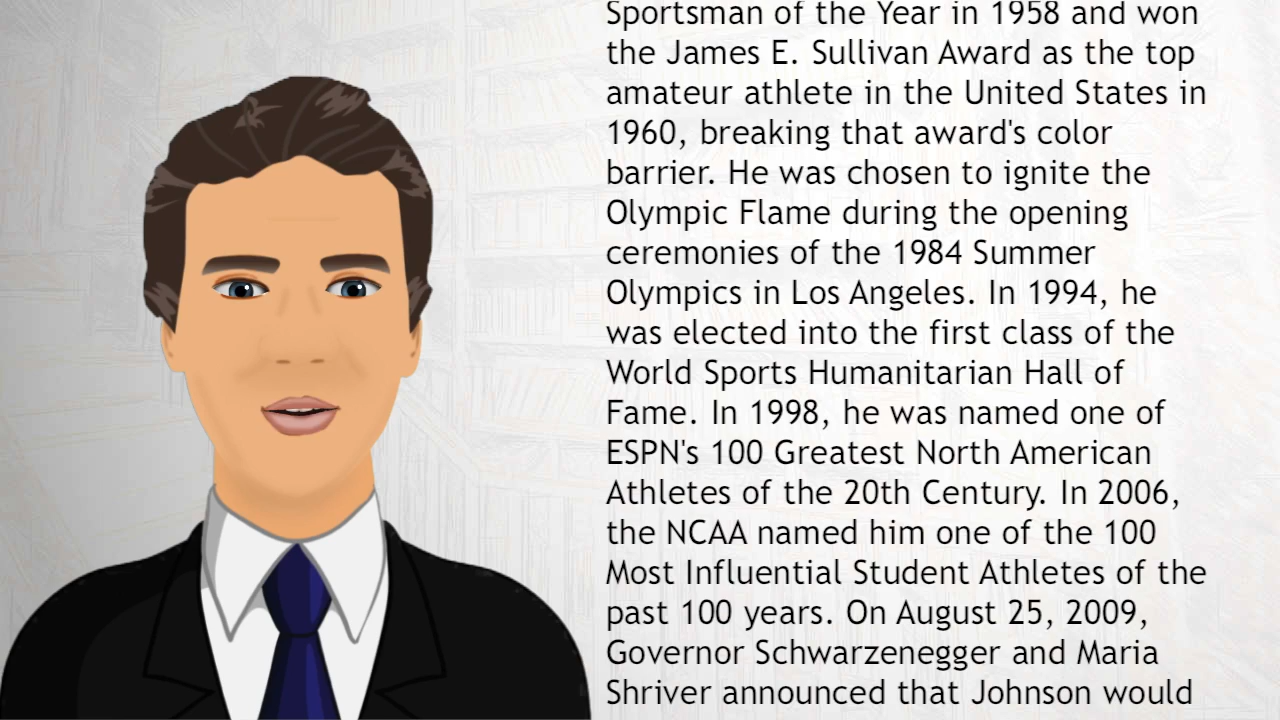 Sportsman of the Year in 1958 and won
the James E. Sullivan Award as the top
amateur athlete in the United States in
1960, breaking that award's color
barrier. He was chosen to ignite the
Olympic Flame during the opening
ceremonies of the 1984 Summer
Olympics in Los Angeles. In 1994, he
was elected into the first class of the
World Sports Humanitarian Hall of
Fame. In 1998, he was named one of
ESPN's 100 Greatest North American
Athletes of the 20th Century. In 2006,
the NCAA named him one of the 100
Most Influential Student Athletes of the
past 100 years. On August 25, 2009,
Governor Schwarzenegger and Maria
Shriver announced that Johnson would